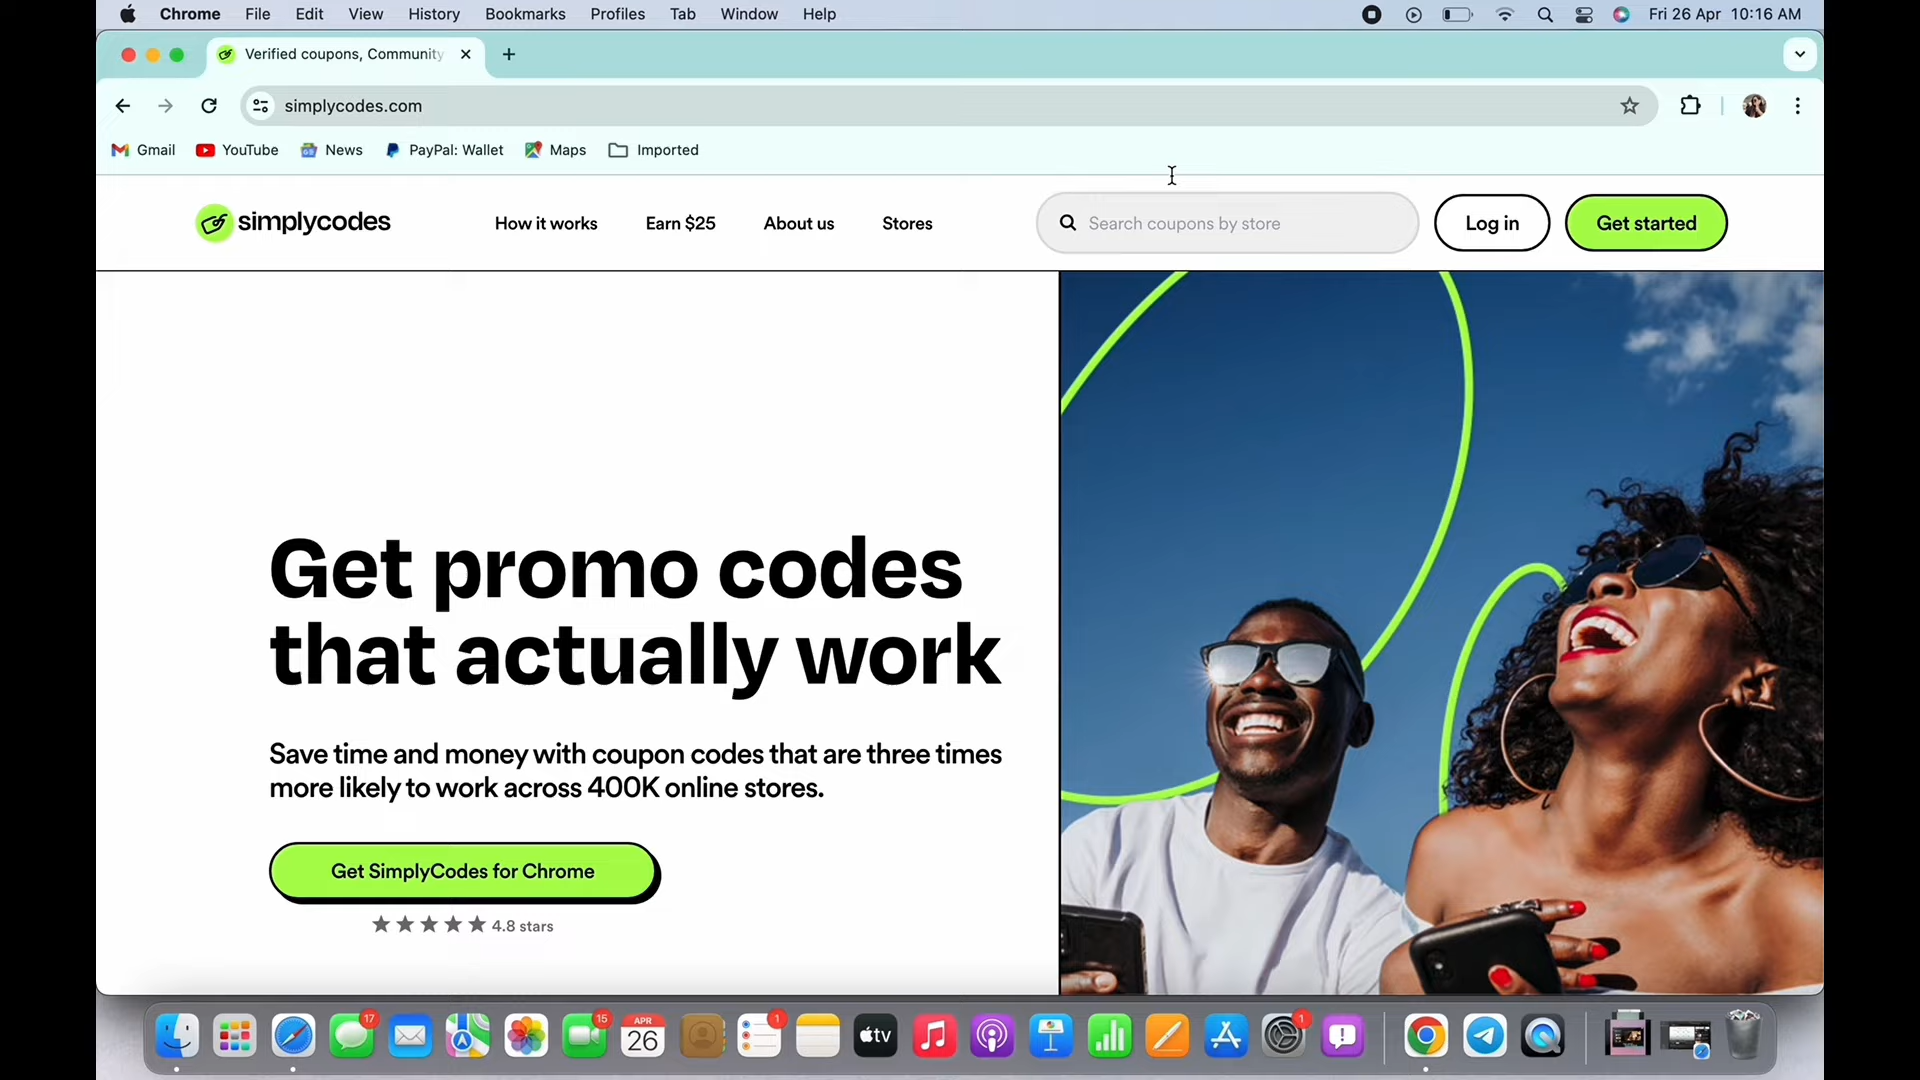 Chrome File Edit View History Bookmarks Profiles Tab Window Help Fri 26 Apr 10:16 AM
Verified coupons, Community
simplycodes.com
Gmail YouTube News PayPal: Wallet Maps Imported
simplycodes How it works Earn $25 About us Stores Search coupons by store Log in Get started
Get promo codes
that actually work
Save time and money with coupon codes that are three times
more likely to work across 400K online stores.
Get SimplyCodes for Chrome
4.8 stars
17 15 APR 26 1 tv 1